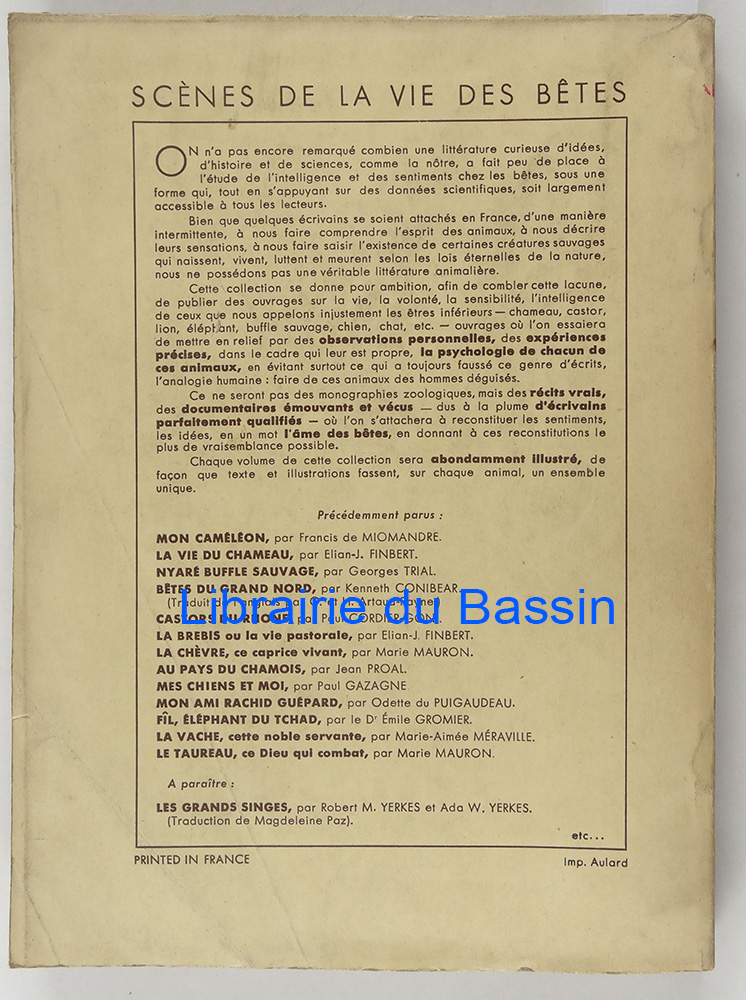 SCÈNES DE LA VIE DES BÊTES
ON n'a pas encore remarqué combien une littérature curieuse d'idées,
d'histoire et de sciences, comme la nôtre, a fait peu de place à
l'étude de l'intelligence et des sentiments chez les bêtes, sous une
forme qui, tout en s'appuyant sur des données scientifiques, soit largement
accessible à tous les lecteurs.
Bien que quelques écrivains se soient attachés en France, d'une manière
intermittente, à nous faire comprendre l'esprit des animaux, à nous décrire
leurs sensations, à nous faire saisir l'existence de certaines créatures sauvages
qui naissent, vivent, luttent et meurent selon les lois éternelles de la nature,
nous ne possédons pas une véritable littérature animalière.
Cette collection se donne pour ambition, afin de combler cette lacune,
de publier des ouvrages sur la vie, la volonté, la sensibilité, l'intelligence
de ceux que nous appelons injustement les êtres inférieurs — chameau, castor,
lion, éléphant, buffle sauvage, chien, chat, etc. — ouvrages où l'on essaiera
de mettre en relief par des observations personnelles, des expériences
précises, dans le cadre qui leur est propre, la psychologie de chacun de
ces animaux, en évitant surtout ce qui a toujours faussé ce genre d'écrits,
l'analogie humaine : faire de ces animaux des hommes déguisés.
Ce ne seront pas des monographies zoologiques, mais des récits vrais,
des documentaires émouvants et vécus — dus à la plume d'écrivains
parfaitement qualifiés — où l'on s'attachera à reconstituer les sentiments,
les idées, en un mot l'âme des bêtes, en donnant à ces reconstitutions le
plus de vraisemblance possible.
Chaque volume de cette collection sera abondamment illustré, de
façon que texte et illustrations fassent, sur chaque animal, un ensemble
unique.
Précédemment parus :
MON CAMÉLÉON, par Francis de MIOMANDRE.
LA VIE DU CHAMEAU, par Elian-J. FINBERT.
NYARÉ BUFFLE SAUVAGE, par Georges TRIAL.
BÊTES DU GRAND NORD, par Kenneth CONIBEAR.
(Traduit de l'anglais par
Librairie du Bassin
CASTORS DU RHÔNE, par Paul CORDIER-GONI.
LA BREBIS ou la vie pastorale, par Elian-J. FINBERT.
LA CHÈVRE, ce caprice vivant, par Marie MAURON.
AU PAYS DU CHAMOIS, par Jean PROAL.
MES CHIENS ET MOI, par Paul GAZAGNE
MON AMI RACHID GUÉPARD, par Odette du PUIGAUDEAU.
FÎL, ÉLÉPHANT DU TCHAD, par le Dr Émile GROMIER.
LA VACHE, cette noble servante, par Marie-Aimée MÉRAVILLE.
LE TAUREAU, ce Dieu qui combat, par Marie MAURON.
A paraître :
LES GRANDS SINGES, par Robert M. YERKES et Ada W. YERKES.
(Traduction de Magdeleine Paz).
etc...
PRINTED IN FRANCE
Imp. Aulard